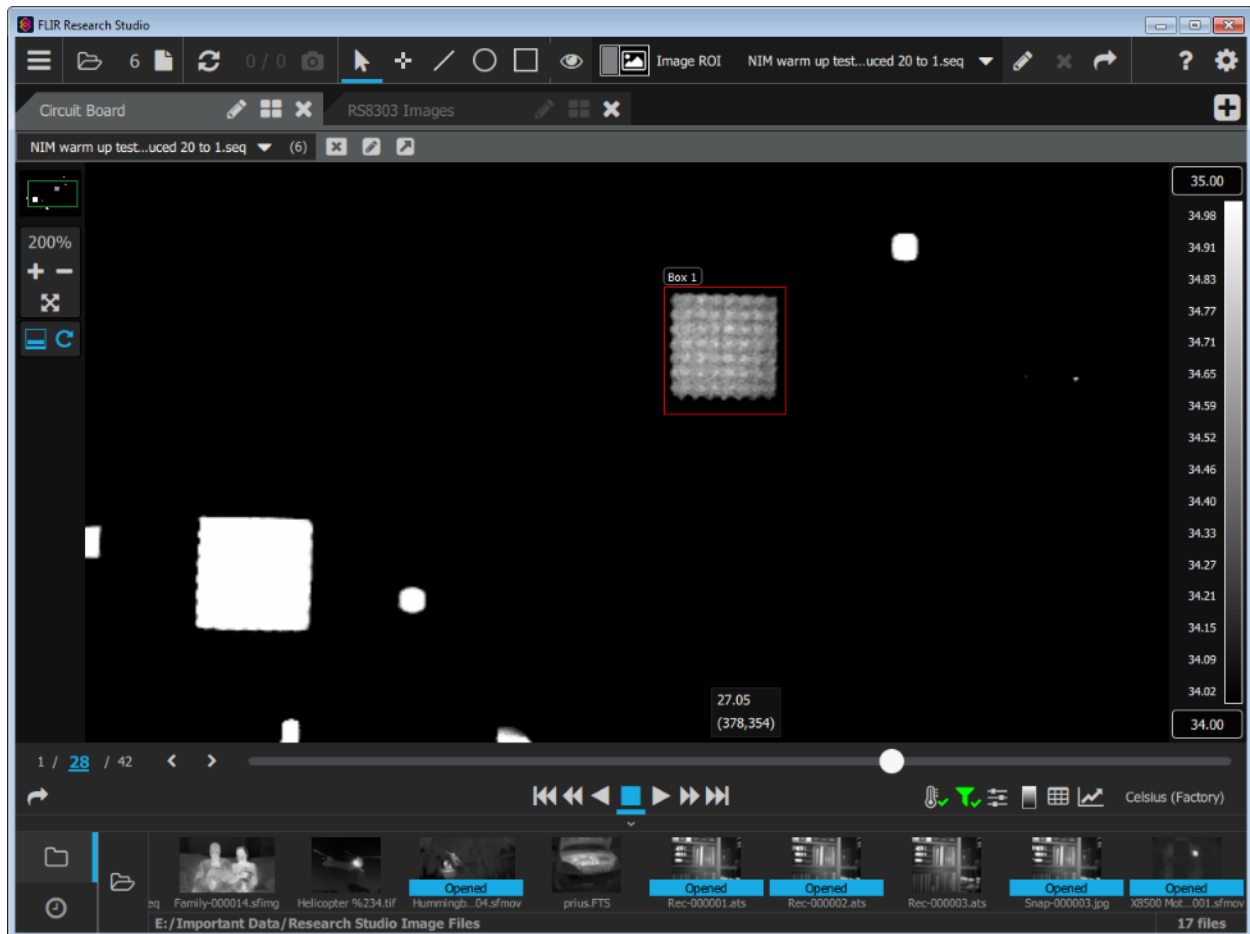 FLIR Research Studio
6 0 / 0 Image ROI NIM warm up test...uced 20 to 1.seq ?
Circuit Board RS8303 Images
NIM warm up test...uced 20 to 1.seq (6)
200%
Box 1
35.00
34.98
34.91
34.83
34.77
34.71
34.65
34.59
34.52
34.46
34.40
34.33
34.27
34.21
34.15
34.09
34.02
34.00
27.05
(378,354)
1 / 28 / 42
Celsius (Factory)
Opened Opened Opened Opened Opened
eq Family-000014.sfimg Helicopter %234.tif Hummingb...04.sfmov prius.FTS Rec-000001.ats Rec-000002.ats Rec-000003.ats Snap-000003.jpg X8500 Mot...001.sfmov
E:/Important Data/Research Studio Image Files 17 files